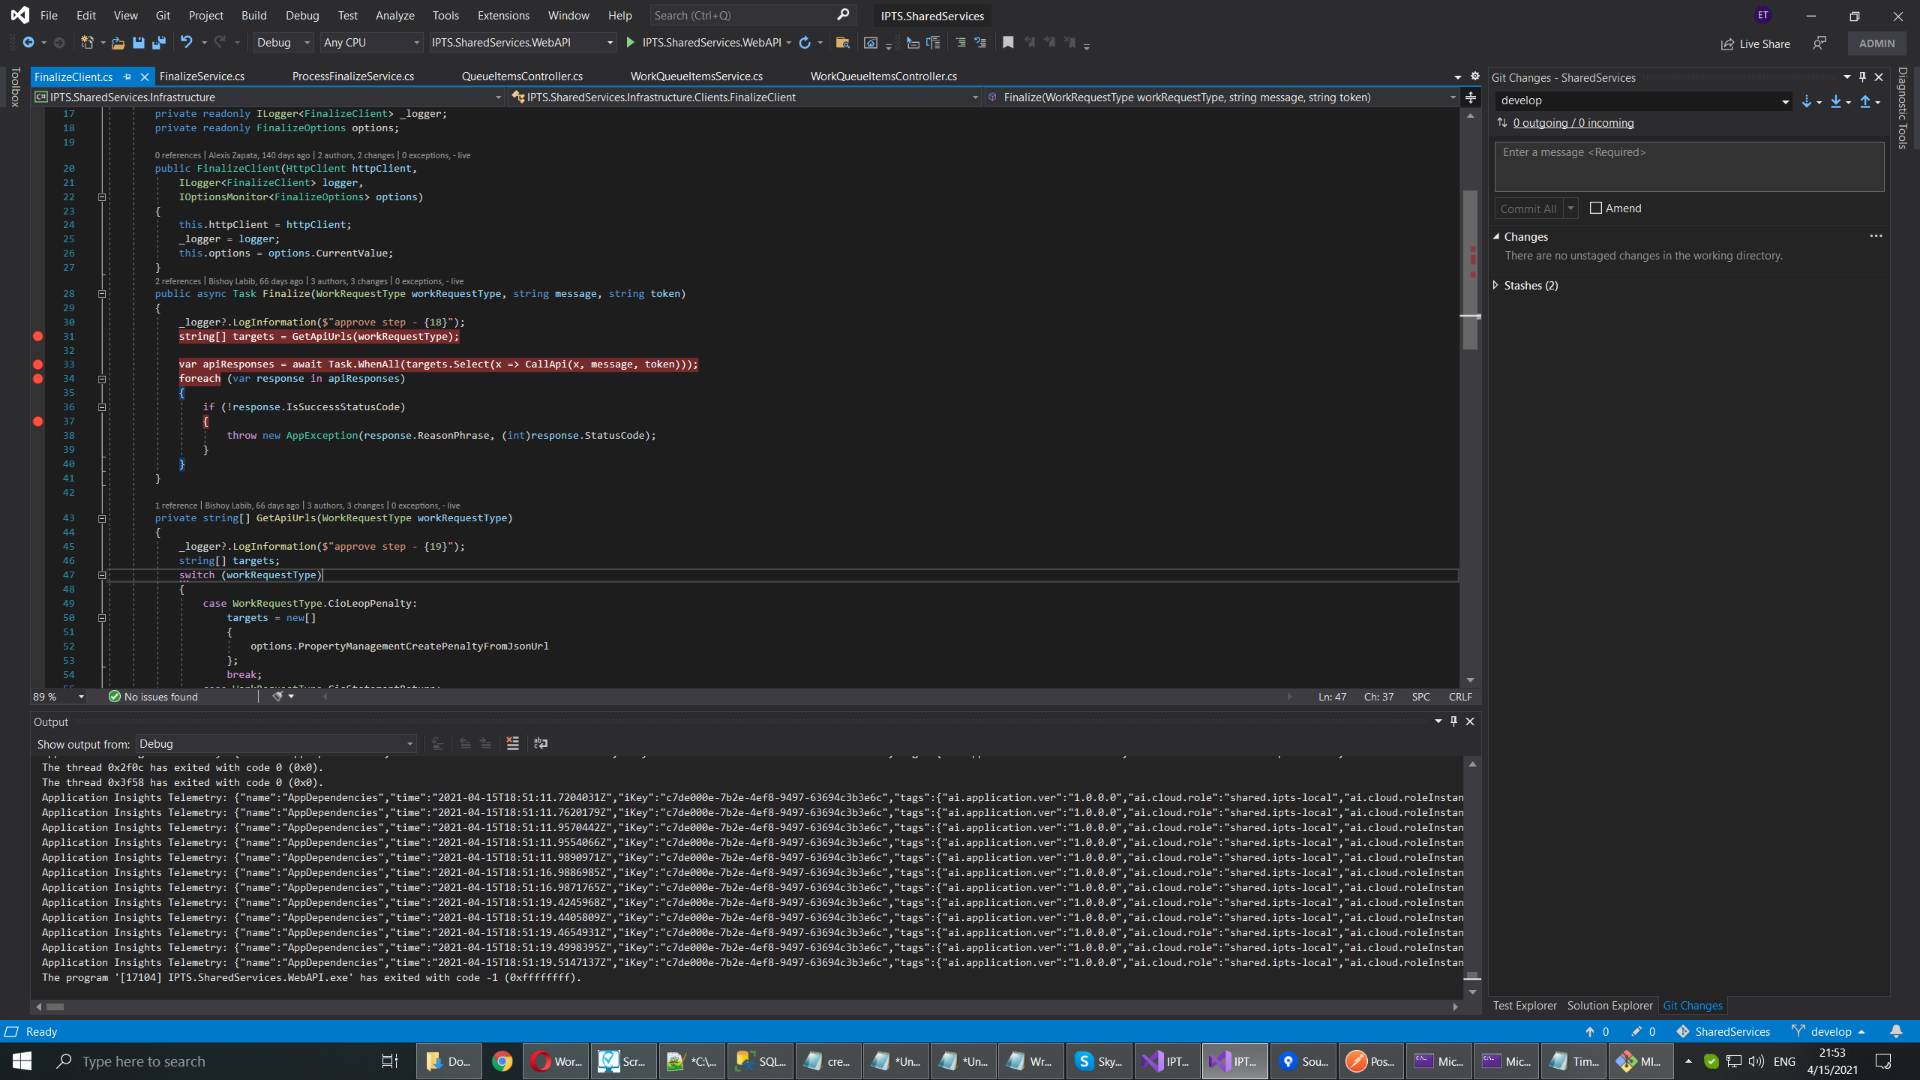 File Edit View Git Project Build Debug Test Analyze Tools Extensions Window Help Search (Ctrl+Q) IPTS.SharedServices ET
Debug Any CPU IPTS.SharedServices.WebAPI IPTS.SharedServices.WebAPI Live Share ADMIN
Toolbox
FinalizeClient.cs FinalizeService.cs ProcessFinalizeService.cs QueueItemsController.cs WorkQueueItemsService.cs WorkQueueItemsController.cs
IPTS.SharedServices.Infrastructure IPTS.SharedServices.Infrastructure.Clients.FinalizeClient Finalize(WorkRequestType workRequestType, string message, string token)
17 private readonly ILogger<FinalizeClient> _logger;
18 private readonly FinalizeOptions options;
19
0 references | Alexis Zapata, 140 days ago | 2 authors, 2 changes | 0 exceptions, - live
20 public FinalizeClient(HttpClient httpClient,
21 ILogger<FinalizeClient> logger,
22 IOptionsMonitor<FinalizeOptions> options)
23 {
24 this.httpClient = httpClient;
25 _logger = logger;
26 this.options = options.CurrentValue;
27 }
2 references | Bishoy Labib, 66 days ago | 3 authors, 3 changes | 0 exceptions, - live
28 public async Task Finalize(WorkRequestType workRequestType, string message, string token)
29 {
30 _logger?.LogInformation($"approve step - {18}");
31 string[] targets = GetApiUrls(workRequestType);
32
33 var apiResponses = await Task.WhenAll(targets.Select(x => CallApi(x, message, token)));
34 foreach (var response in apiResponses)
35 {
36 if (!response.IsSuccessStatusCode)
37 {
38 throw new AppException(response.ReasonPhrase, (int)response.StatusCode);
39 }
40 }
41 }
42
1 reference | Bishoy Labib, 66 days ago | 3 authors, 3 changes | 0 exceptions, - live
43 private string[] GetApiUrls(WorkRequestType workRequestType)
44 {
45 _logger?.LogInformation($"approve step - {19}");
46 string[] targets;
47 switch (workRequestType)
48 {
49 case WorkRequestType.CioLeopPenalty:
50 targets = new[]
51 {
52 options.PropertyManagementCreatePenaltyFromJsonUrl
53 };
54 break;
89 % No issues found Ln: 47 Ch: 37 SPC CRLF
Output
Show output from: Debug
The thread 0x2f0c has exited with code 0 (0x0).
The thread 0x3f58 has exited with code 0 (0x0).
Application Insights Telemetry: {"name":"AppDependencies","time":"2021-04-15T18:51:11.7204031Z","iKey":"c7de000e-7b2e-4ef8-9497-63694c3b3e6c","tags":{"ai.application.ver":"1.0.0.0","ai.cloud.role":"shared.ipts-local","ai.cloud.roleInstan
Application Insights Telemetry: {"name":"AppDependencies","time":"2021-04-15T18:51:11.7620179Z","iKey":"c7de000e-7b2e-4ef8-9497-63694c3b3e6c","tags":{"ai.application.ver":"1.0.0.0","ai.cloud.role":"shared.ipts-local","ai.cloud.roleInstan
Application Insights Telemetry: {"name":"AppDependencies","time":"2021-04-15T18:51:11.9570442Z","iKey":"c7de000e-7b2e-4ef8-9497-63694c3b3e6c","tags":{"ai.application.ver":"1.0.0.0","ai.cloud.role":"shared.ipts-local","ai.cloud.roleInstan
Application Insights Telemetry: {"name":"AppDependencies","time":"2021-04-15T18:51:11.9554066Z","iKey":"c7de000e-7b2e-4ef8-9497-63694c3b3e6c","tags":{"ai.application.ver":"1.0.0.0","ai.cloud.role":"shared.ipts-local","ai.cloud.roleInstan
Application Insights Telemetry: {"name":"AppDependencies","time":"2021-04-15T18:51:11.9890971Z","iKey":"c7de000e-7b2e-4ef8-9497-63694c3b3e6c","tags":{"ai.application.ver":"1.0.0.0","ai.cloud.role":"shared.ipts-local","ai.cloud.roleInstan
Application Insights Telemetry: {"name":"AppDependencies","time":"2021-04-15T18:51:16.9886985Z","iKey":"c7de000e-7b2e-4ef8-9497-63694c3b3e6c","tags":{"ai.application.ver":"1.0.0.0","ai.cloud.role":"shared.ipts-local","ai.cloud.roleInstan
Application Insights Telemetry: {"name":"AppDependencies","time":"2021-04-15T18:51:16.9871765Z","iKey":"c7de000e-7b2e-4ef8-9497-63694c3b3e6c","tags":{"ai.application.ver":"1.0.0.0","ai.cloud.role":"shared.ipts-local","ai.cloud.roleInstan
Application Insights Telemetry: {"name":"AppDependencies","time":"2021-04-15T18:51:19.4245968Z","iKey":"c7de000e-7b2e-4ef8-9497-63694c3b3e6c","tags":{"ai.application.ver":"1.0.0.0","ai.cloud.role":"shared.ipts-local","ai.cloud.roleInstan
Application Insights Telemetry: {"name":"AppDependencies","time":"2021-04-15T18:51:19.4405809Z","iKey":"c7de000e-7b2e-4ef8-9497-63694c3b3e6c","tags":{"ai.application.ver":"1.0.0.0","ai.cloud.role":"shared.ipts-local","ai.cloud.roleInstan
Application Insights Telemetry: {"name":"AppDependencies","time":"2021-04-15T18:51:19.4654931Z","iKey":"c7de000e-7b2e-4ef8-9497-63694c3b3e6c","tags":{"ai.application.ver":"1.0.0.0","ai.cloud.role":"shared.ipts-local","ai.cloud.roleInstan
Application Insights Telemetry: {"name":"AppDependencies","time":"2021-04-15T18:51:19.4998395Z","iKey":"c7de000e-7b2e-4ef8-9497-63694c3b3e6c","tags":{"ai.application.ver":"1.0.0.0","ai.cloud.role":"shared.ipts-local","ai.cloud.roleInstan
Application Insights Telemetry: {"name":"AppDependencies","time":"2021-04-15T18:51:19.5147137Z","iKey":"c7de000e-7b2e-4ef8-9497-63694c3b3e6c","tags":{"ai.application.ver":"1.0.0.0","ai.cloud.role":"shared.ipts-local","ai.cloud.roleInstan
The program '[17104] IPTS.SharedServices.WebAPI.exe' has exited with code -1 (0xffffffff).
Git Changes - SharedServices
develop
0 outgoing / 0 incoming
Enter a message <Required>
Commit All Amend
Changes
There are no unstaged changes in the working directory.
Stashes (2)
Diagnostic Tools
Test Explorer Solution Explorer Git Changes
Ready 0 0 SharedServices develop
Type here to search Do... Wor... Scr... *C:\... SQL... cre... *Un... *Un... Wr... Sky... IPT... IPT... Sou... Pos... Mic... Mic... Tim... MI... ENG 21:53
4/15/2021